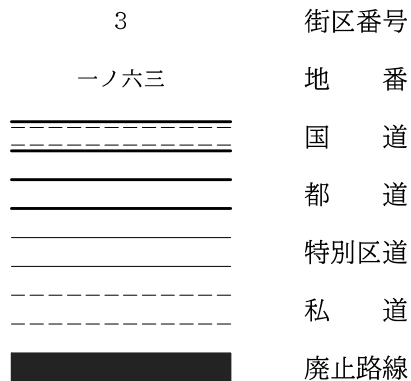 3 街区番号
一ノ六三 地番
国道
都道
特別区道
私道
廃止路線